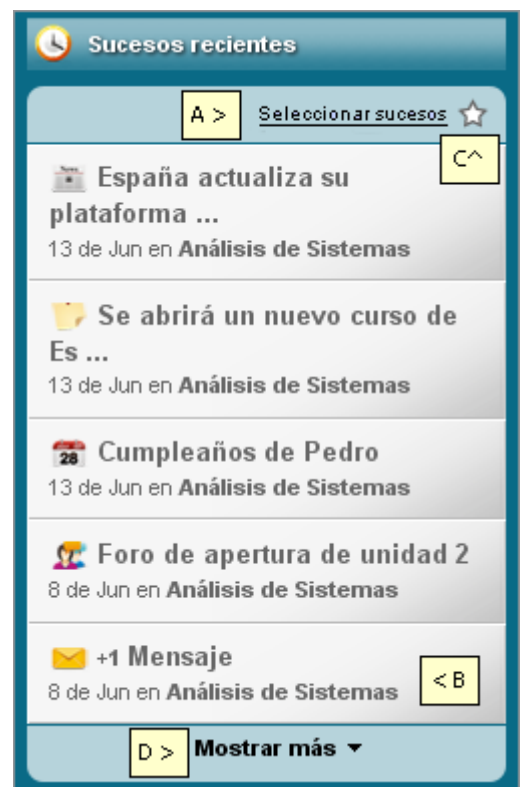 Sucesos recientes
A > Seleccionar sucesos
C^
España actualiza su
plataforma ...
13 de Jun en Análisis de Sistemas
Se abrirá un nuevo curso de
Es ...
13 de Jun en Análisis de Sistemas
28 Cumpleaños de Pedro
13 de Jun en Análisis de Sistemas
Foro de apertura de unidad 2
8 de Jun en Análisis de Sistemas
+1 Mensaje
8 de Jun en Análisis de Sistemas
< B
D > Mostrar más